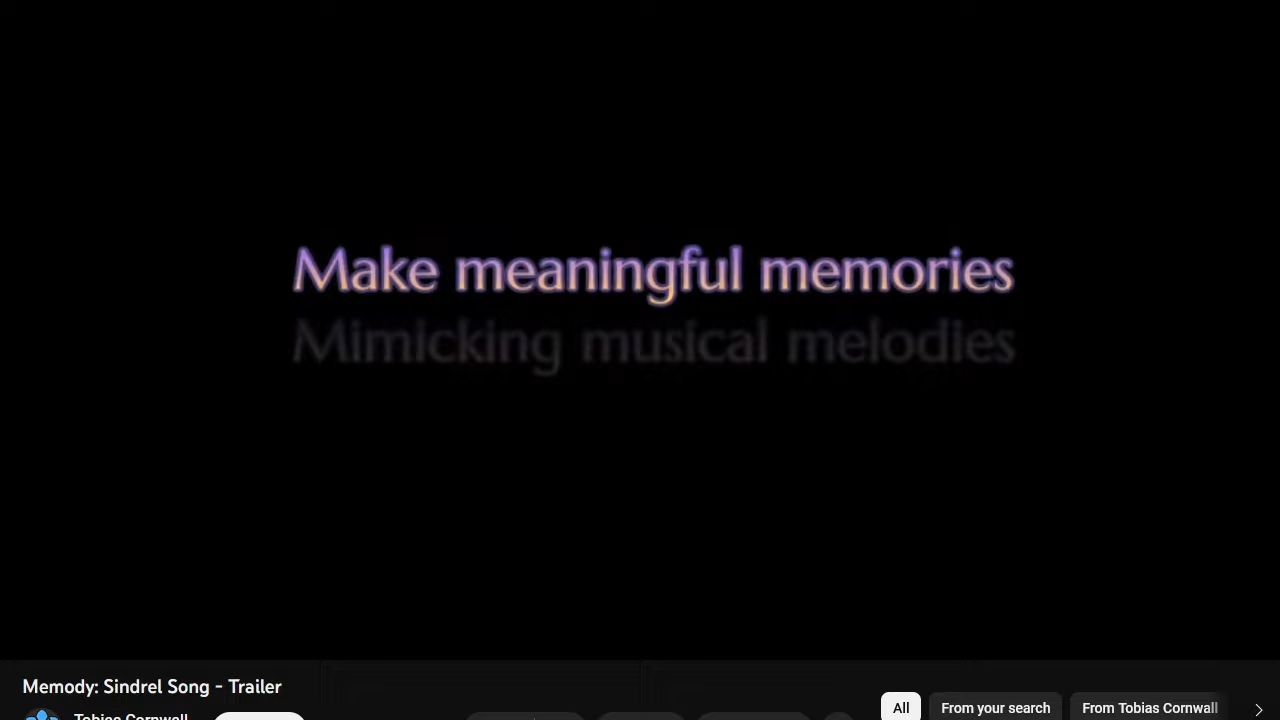 Make meaningful memories
Mimicking musical melodies
Memody: Sindrel Song - Trailer
Tobias Cornwall
All
From your search
From Tobias Cornwall